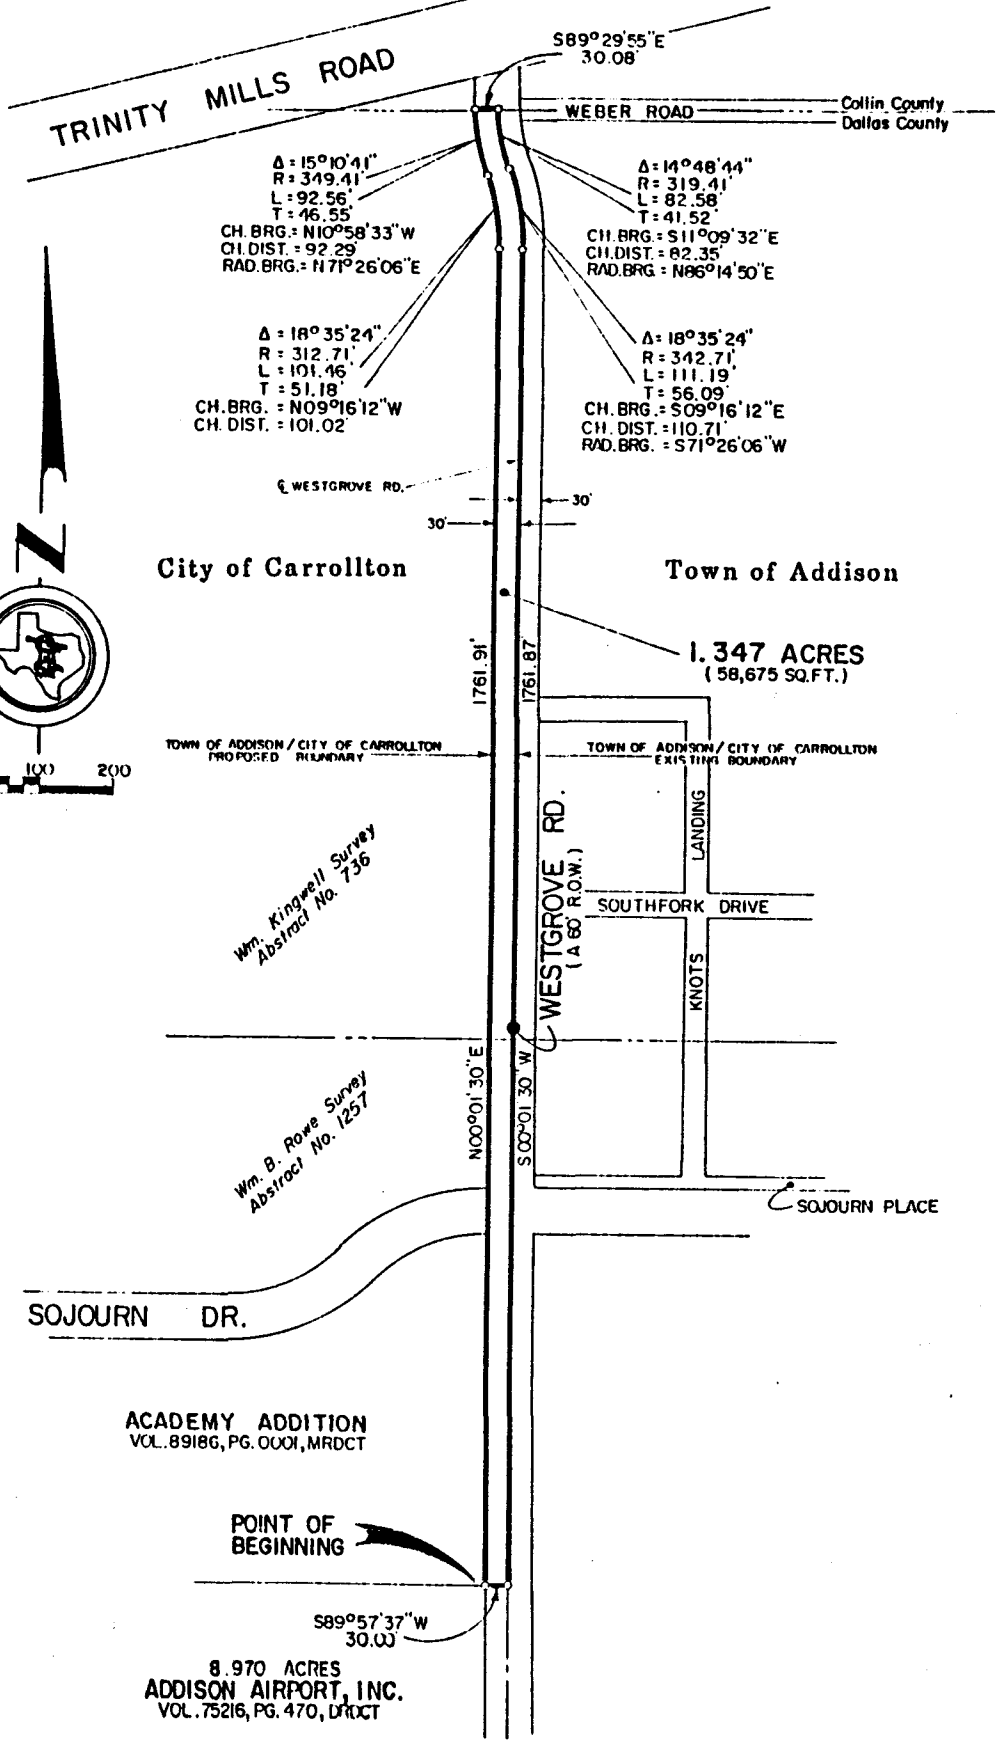 S89°29'55"E
30.08'
TRINITY MILLS ROAD
WEBER ROAD
Collin County
Dallas County
Δ = 15°10'41"
R = 349.41'
L = 92.56'
T = 46.55'
CH. BRG. = N10°58'33"W
CH. DIST. = 92.29'
RAD. BRG. = N71°26'06"E
Δ = 14°48'44"
R = 319.41'
L = 82.58'
T = 41.52'
CH. BRG. = S11°09'32"E
CH. DIST. = 82.35'
RAD. BRG. = N86°14'50"E
Δ = 18°35'24"
R = 312.71'
L = 101.46'
T = 51.18'
CH. BRG. = N09°16'12"W
CH. DIST. = 101.02'
Δ = 18°35'24"
R = 342.71'
L = 111.19'
T = 56.09'
CH. BRG. = S09°16'12"E
CH. DIST. = 110.71'
RAD. BRG. = S71°26'06"W
℄ WESTGROVE RD.
30'
30'
N
City of Carrollton
Town of Addison
1.347 ACRES
(58,675 SQ.FT.)
1761.91'
1761.87'
TOWN OF ADDISON / CITY OF CARROLLTON
PROPOSED BOUNDARY
TOWN OF ADDISON / CITY OF CARROLLTON
EXISTING BOUNDARY
100 200
LANDING
WESTGROVE RD.
(A 60' R.O.W.)
Wm. Kingwell Survey
Abstract No. 736
SOUTHFORK DRIVE
KNOTS
N00°01'30"E
S00°01'30"W
Wm. B. Rowe Survey
Abstract No. 1257
SOJOURN PLACE
SOJOURN DR.
ACADEMY ADDITION
VOL. 89186, PG. 0001, MRDCT
POINT OF
BEGINNING
S89°57'37"W
30.00'
8.970 ACRES
ADDISON AIRPORT, INC.
VOL. 75216, PG. 470, DRDCT